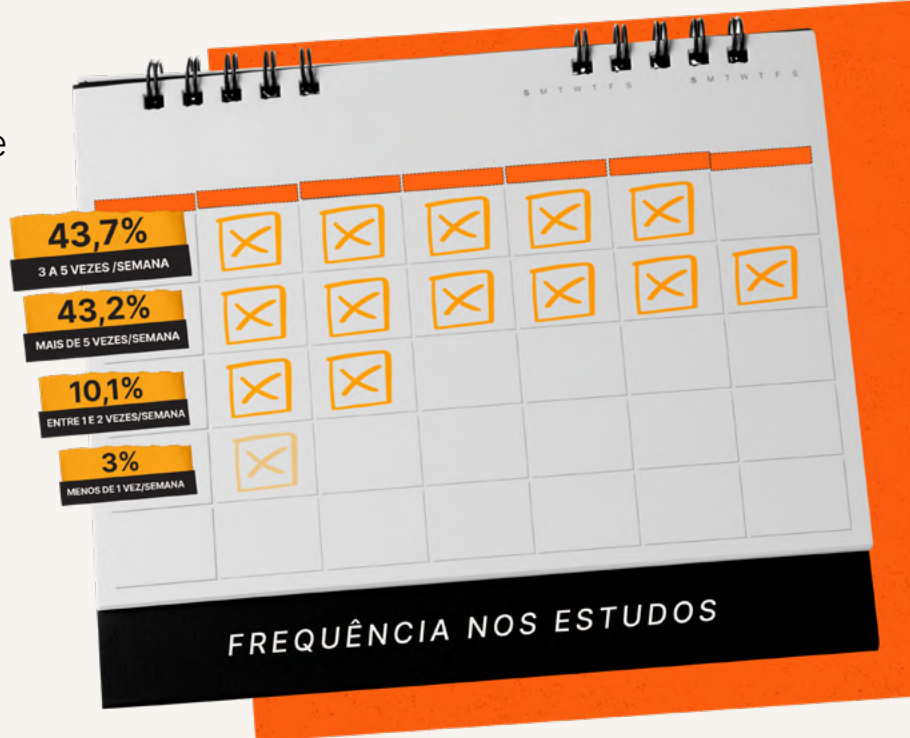 e
S M T W T F S
S M T W T F S
43,7%
3 A 5 VEZES /SEMANA
43,2%
MAIS DE 5 VEZES/SEMANA
10,1%
ENTRE 1 E 2 VEZES/SEMANA
3%
MENOS DE 1 VEZ/SEMANA
FREQUÊNCIA NOS ESTUDOS